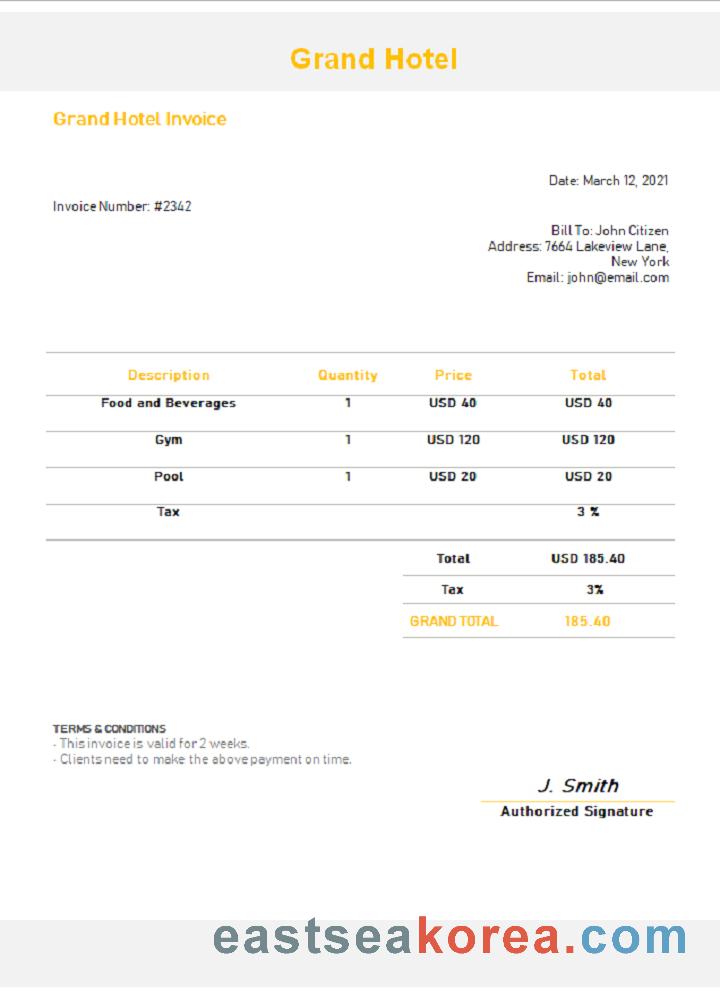 Grand Hotel
Grand Hotel Invoice
Date: March 12, 2021
Invoice Number: #2342
Bill To: John Citizen
Address: 7664 Lakeview Lane,
New York
Email: john@email.com
Description Quantity Price Total
Food and Beverages 1 USD 40 USD 40
Gym 1 USD 120 USD 120
Pool 1 USD 20 USD 20
Tax 3 %
Total USD 185.40
Tax 3%
GRAND TOTAL 185.40
TERMS & CONDITIONS
- This invoice is valid for 2 weeks.
- Clients need to make the above payment on time.
J. Smith
Authorized Signature
eastseakorea.com